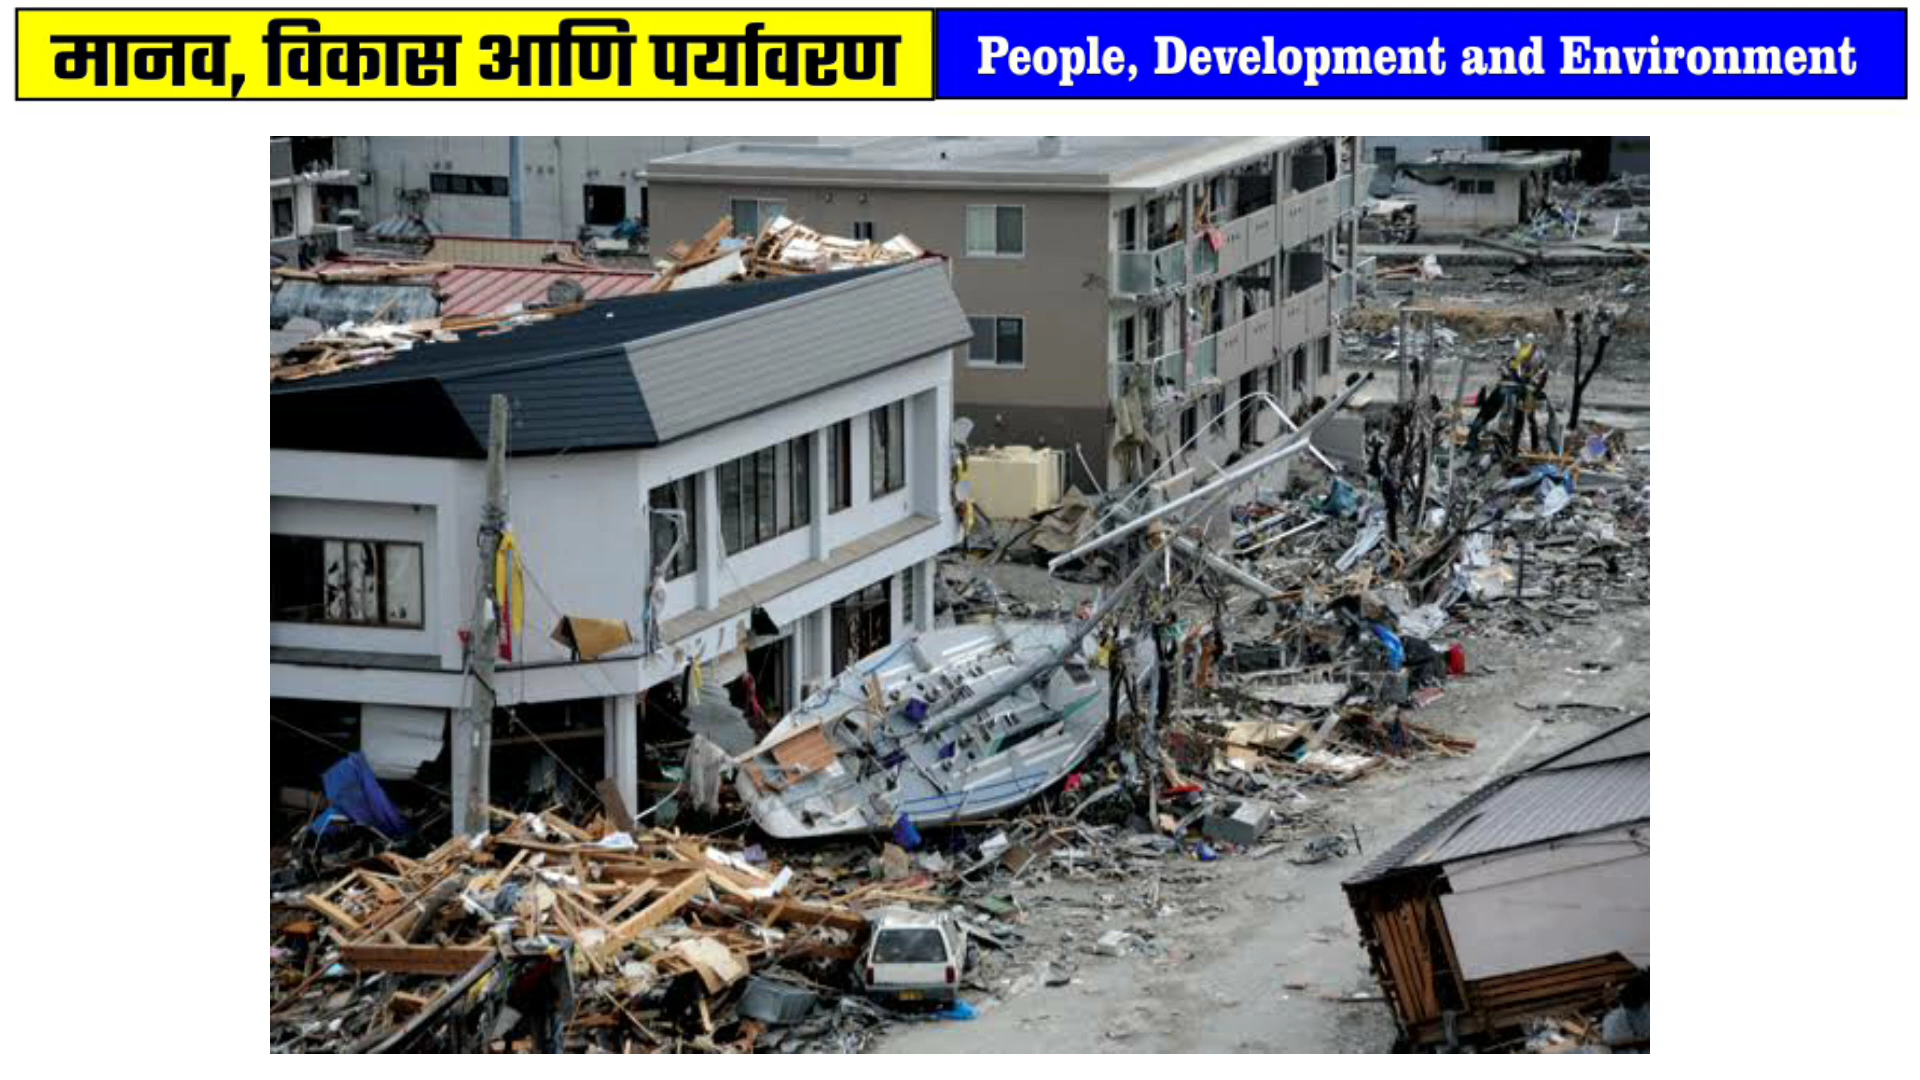 मानव, विकास आणि पर्यावरण
People, Development and Environment